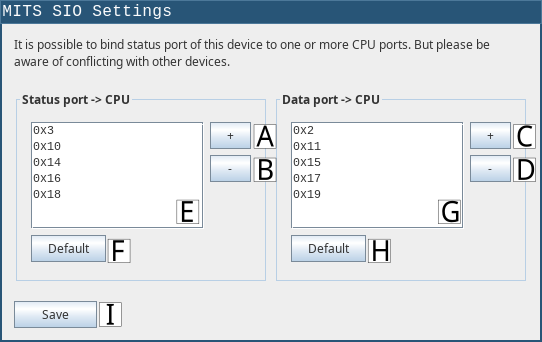 MITS SIO Settings
It is possible to bind status port of this device to one or more CPU ports. But please be
aware of conflicting with other devices.
Status port -> CPU
0x3
0x10
0x14
0x16
0x18
+ A
- B
E
Default F
Data port -> CPU
0x2
0x11
0x15
0x17
0x19
+ C
- D
G
Default H
Save I